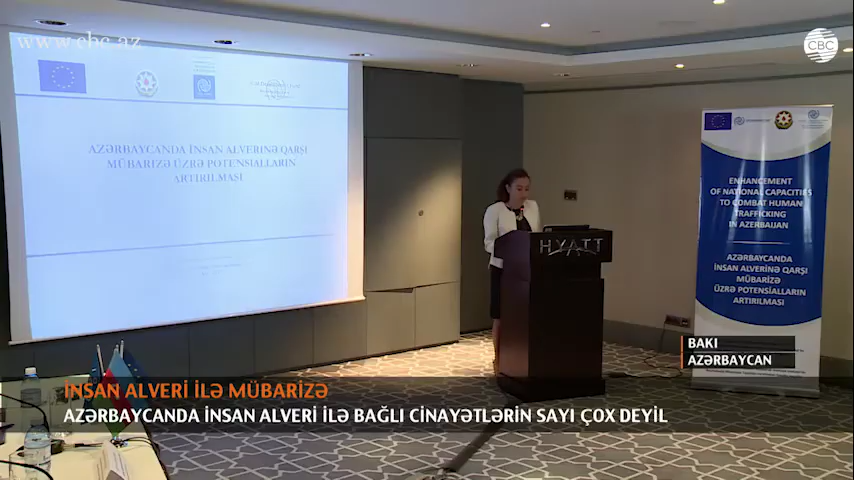 www.cbc.az
CBC
AZƏRBAYCANDA İNSAN ALVERİNƏ QARŞI
MÜBARİZƏ ÜZRƏ POTENSİALLARIN
ARTIRILMASI
ENHANCEMENT
OF NATIONAL CAPACITIES
TO COMBAT HUMAN
TRAFFICKING
IN AZERBAIJAN
AZƏRBAYCANDA
İNSAN ALVERİNƏ QARŞI
MÜBARİZƏ
ÜZRƏ POTENSİALLARIN
ARTIRILMASI
HYATT
BAKI
AZƏRBAYCAN
İNSAN ALVERİ İLƏ MÜBARİZƏ
AZƏRBAYCANDA İNSAN ALVERİ İLƏ BAĞLI CİNAYƏTLƏRİN SAYI ÇOX DEYİL